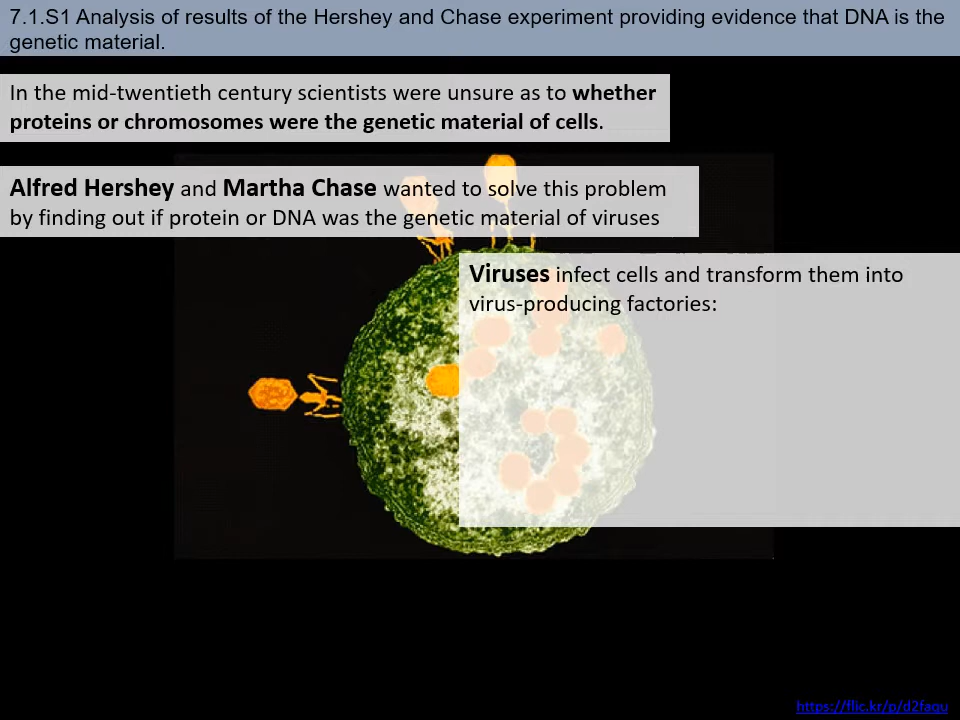 7.1.S1 Analysis of results of the Hershey and Chase experiment providing evidence that DNA is the
genetic material.
In the mid-twentieth century scientists were unsure as to whether
proteins or chromosomes were the genetic material of cells.
Alfred Hershey and Martha Chase wanted to solve this problem
by finding out if protein or DNA was the genetic material of viruses
Viruses infect cells and transform them into
virus-producing factories:
https://flic.kr/p/d2faqu